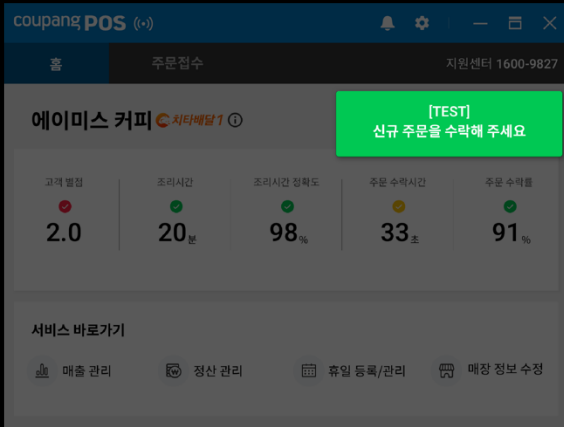 coupang POS
홈
주문접수
지원센터 1600-9827
에이미스 커피 치타배달1
[TEST]
신규 주문을 수락해 주세요
고객 별점
조리시간
조리시간 정확도
주문 수락시간
주문 수락률
2.0
20분
98%
33초
91%
서비스 바로가기
매출 관리
정산 관리
휴일 등록/관리
매장 정보 수정